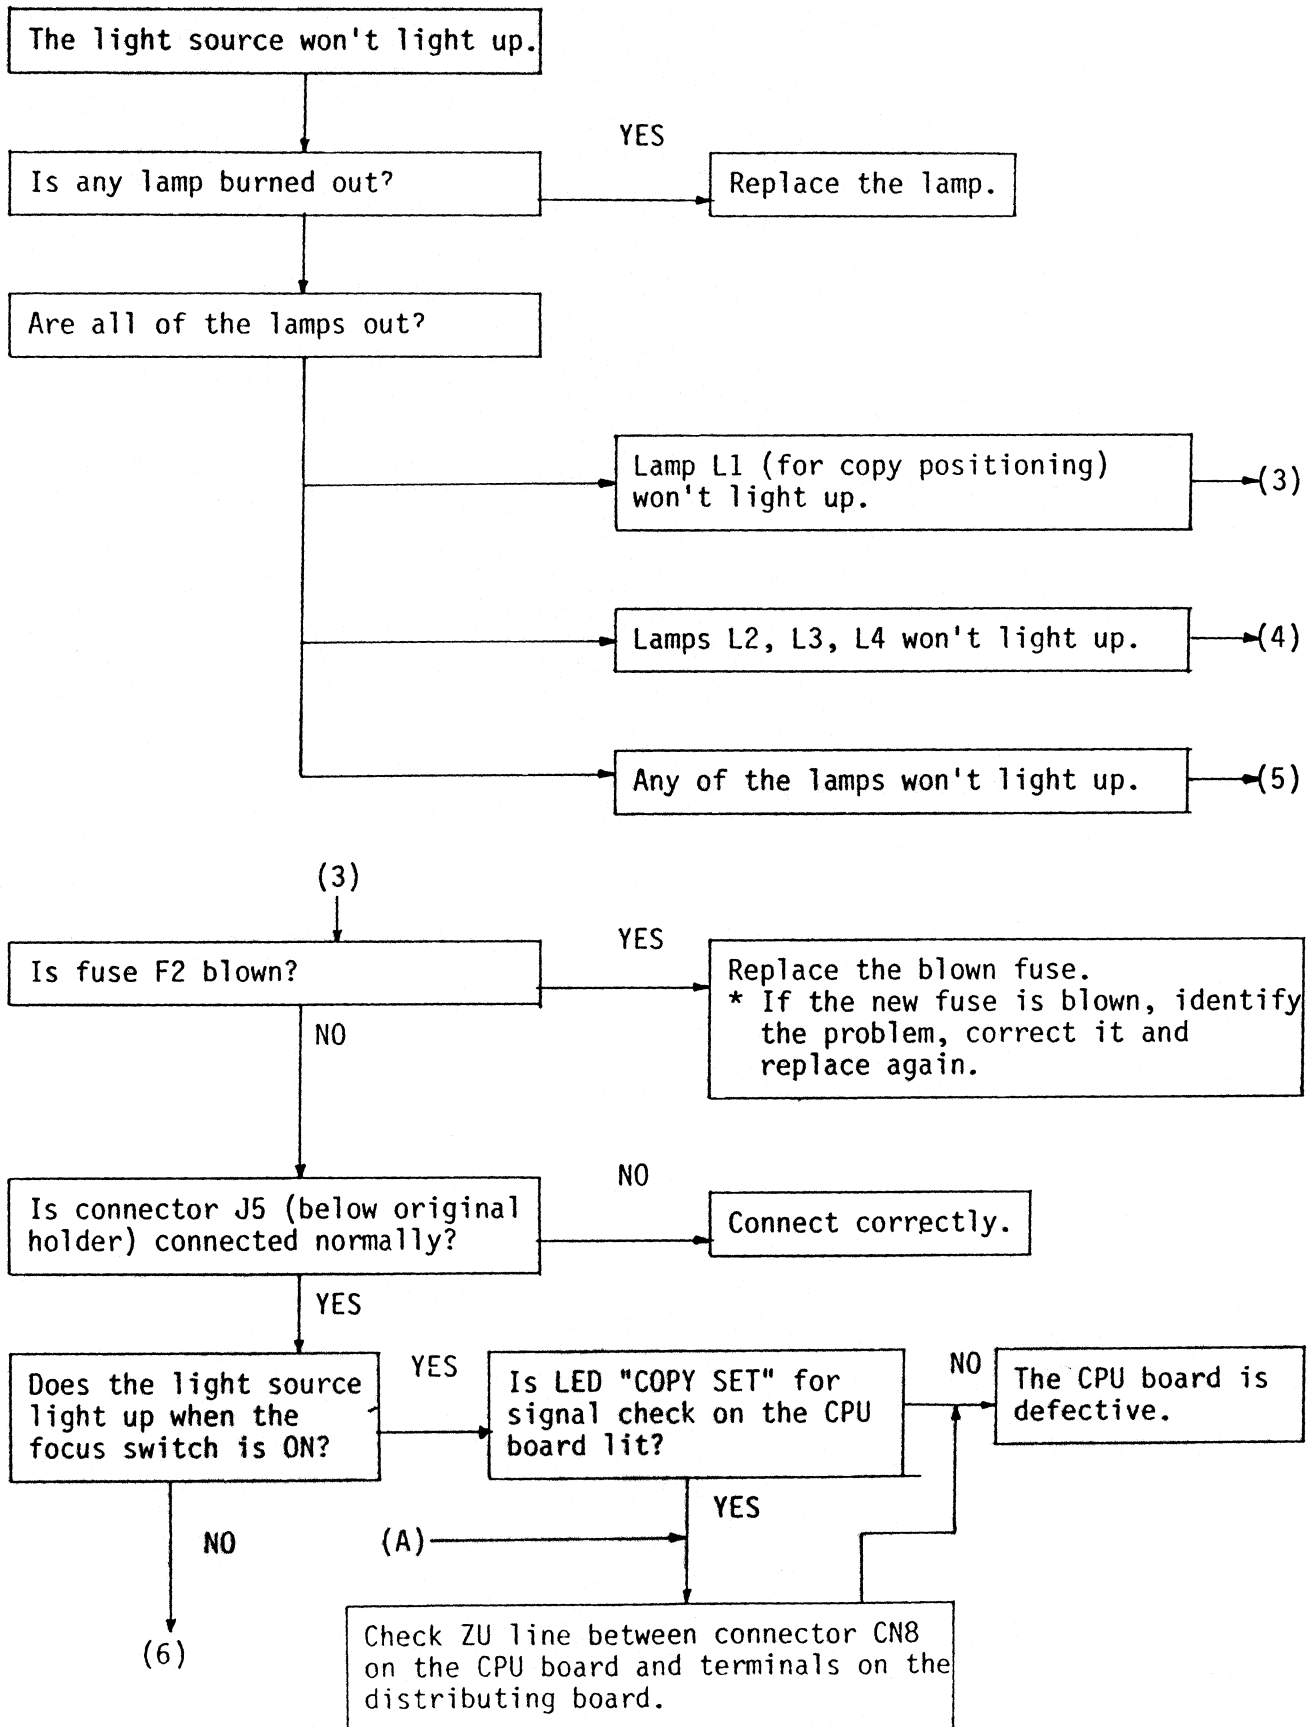 The light source won't light up.
YES
Is any lamp burned out?
Replace the lamp.
Are all of the lamps out?
Lamp L1 (for copy positioning)
won't light up.
(3)
Lamps L2, L3, L4 won't light up.
(4)
Any of the lamps won't light up.
(5)
(3)
Is fuse F2 blown?
YES
Replace the blown fuse.
* If the new fuse is blown, identify
the problem, correct it and
replace again.
NO
Is connector J5 (below original
holder) connected normally?
NO
Connect correctly.
YES
Does the light source
light up when the
focus switch is ON?
YES
Is LED "COPY SET" for
signal check on the CPU
board lit?
NO
The CPU board is
defective.
YES
NO
(A)
(6)
Check ZU line between connector CN8
on the CPU board and terminals on the
distributing board.